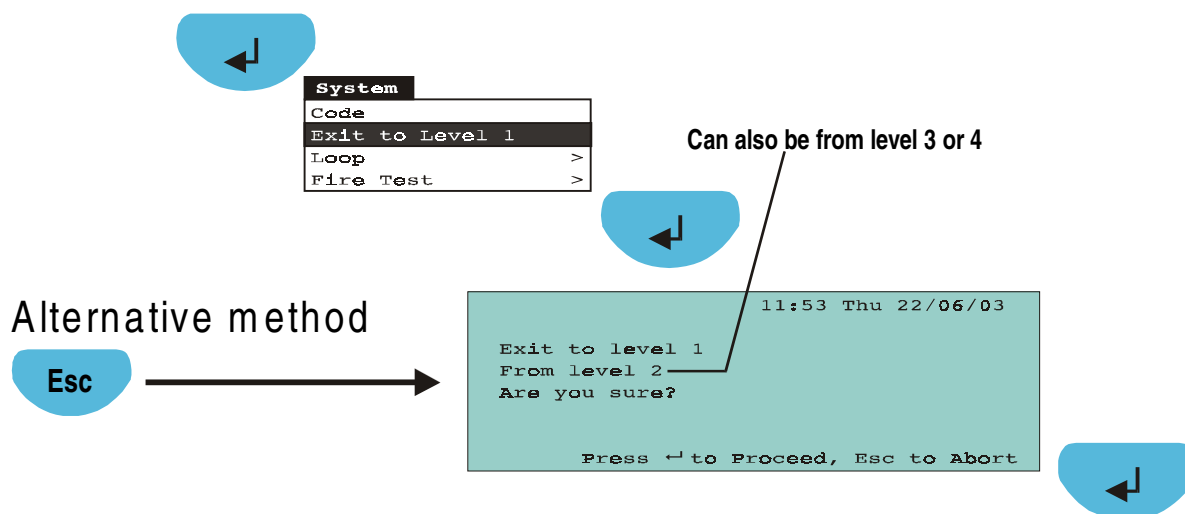 System
Code
Exit to Level 1
Loop >
Fire Test >
Can also be from level 3 or 4
Alternative method
Esc
11:53 Thu 22/06/03
Exit to level 1
From level 2
Are you sure?
Press ↵ to Proceed, Esc to Abort